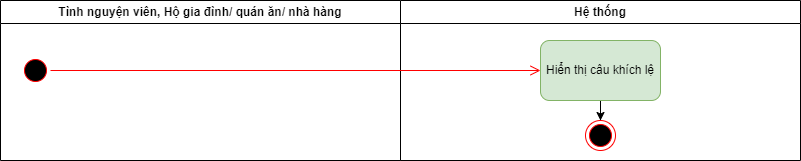 Tình nguyện viên, Hộ gia đình/ quán ăn/ nhà hàng
Hệ thống
Hiển thị câu khích lệ